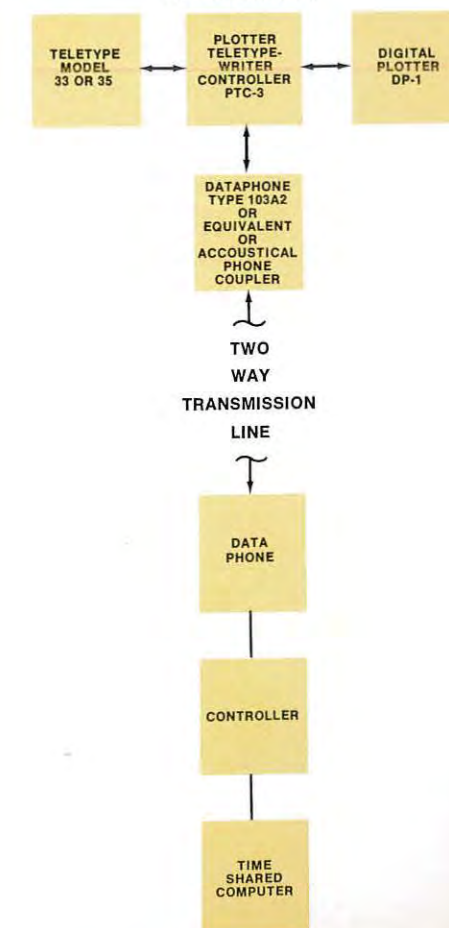 TELETYPE
MODEL
33 OR 35
PLOTTER
TELETYPE-
WRITER
CONTROLLER
PTC-3
DIGITAL
PLOTTER
DP-1
DATAPHONE
TYPE 103A2
OR
EQUIVALENT
OR
ACCOUSTICAL
PHONE
COUPLER
TWO
WAY
TRANSMISSION
LINE
DATA
PHONE
CONTROLLER
TIME
SHARED
COMPUTER